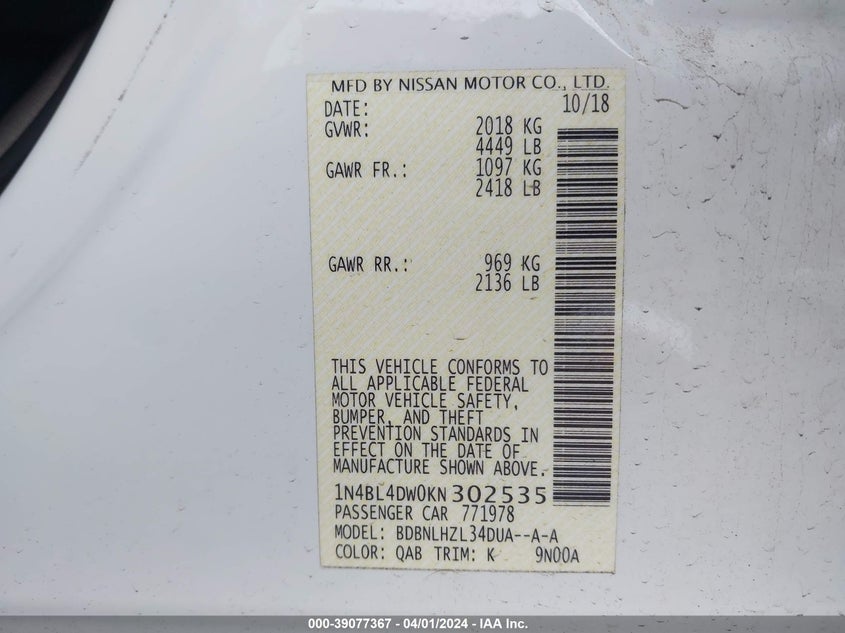 MFD BY NISSAN MOTOR CO., LTD.
DATE: 10/18
GVWR: 2018 KG
4449 LB
GAWR FR.: 1097 KG
2418 LB
GAWR RR.: 969 KG
2136 LB
THIS VEHICLE CONFORMS TO
ALL APPLICABLE FEDERAL
MOTOR VEHICLE SAFETY,
BUMPER, AND THEFT
PREVENTION STANDARDS IN
EFFECT ON THE DATE OF
MANUFACTURE SHOWN ABOVE.
1N4BL4DW0KN302535
PASSENGER CAR 771978
MODEL: BDBNLHZL34DUA--A-A
COLOR: QAB TRIM: K 9N00A
000-39077367 - 04/01/2024 - IAA Inc.